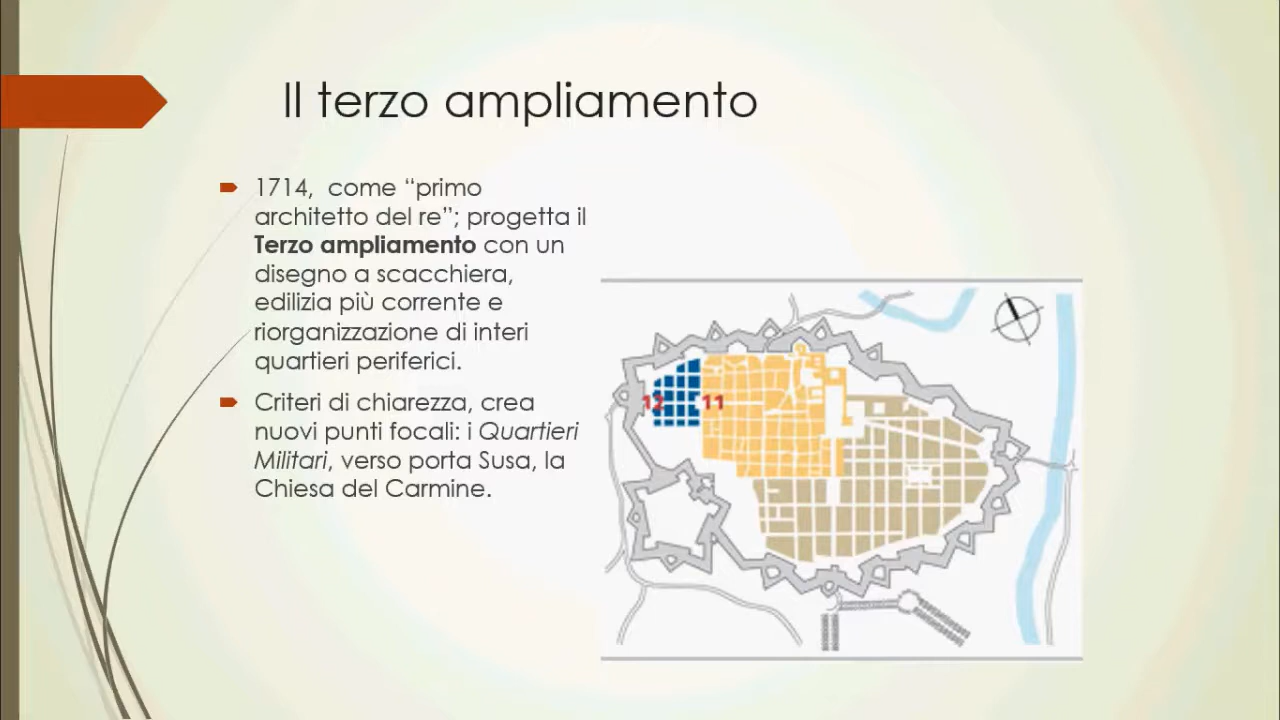 Il terzo ampliamento
1714,  come “primo
architetto del re”; progetta il
Terzo ampliamento con un
disegno a scacchiera,
edilizia più corrente e
riorganizzazione di interi
quartieri periferici.
Criteri di chiarezza, crea
nuovi punti focali: i Quartieri
Militari, verso porta Susa, la
Chiesa del Carmine.
12 11